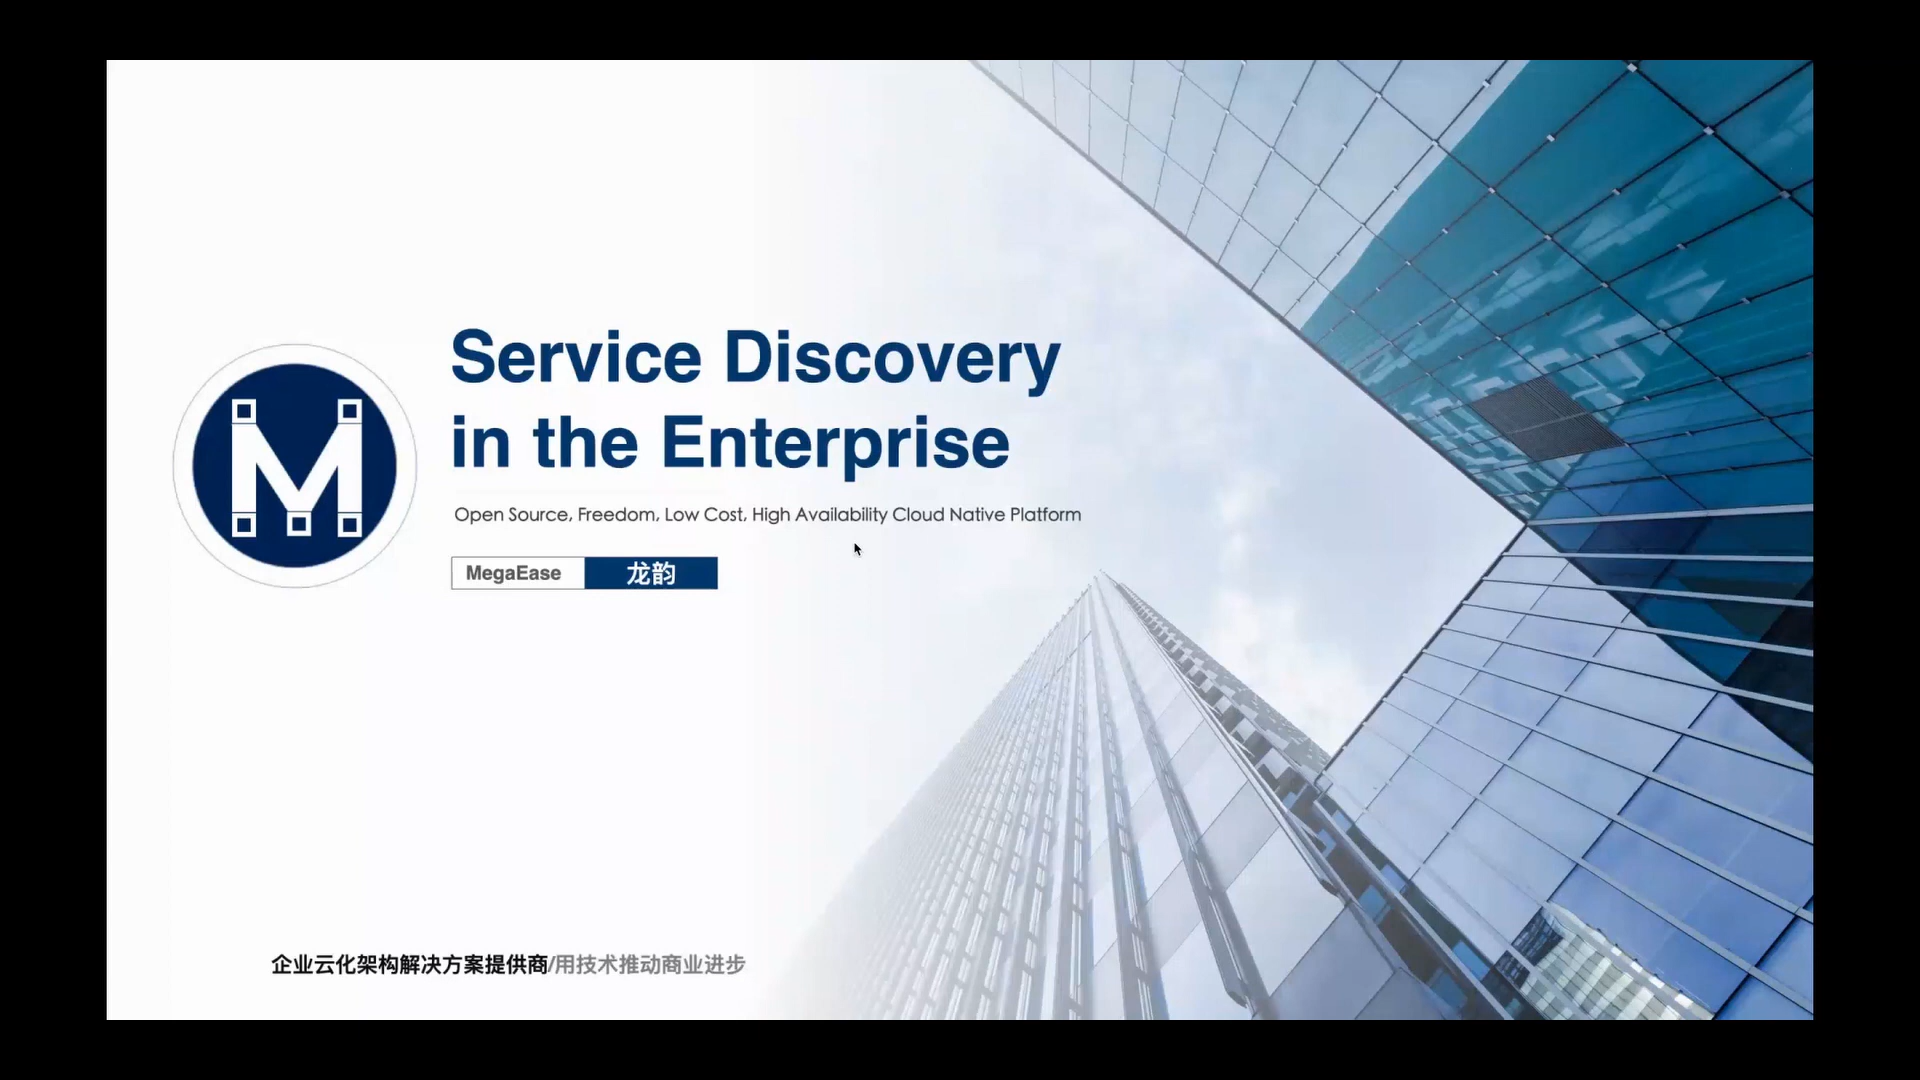 Service Discovery
in the Enterprise
Open Source, Freedom, Low Cost, High Availability Cloud Native Platform
MegaEase 龙韵
企业云化架构解决方案提供商/用技术推动商业进步